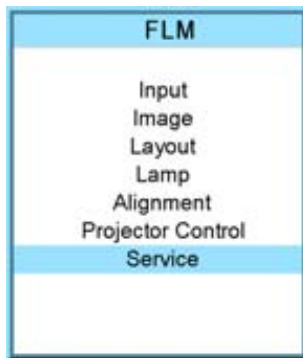 FLM
Input
Image
Layout
Lamp
Alignment
Projector Control
Service